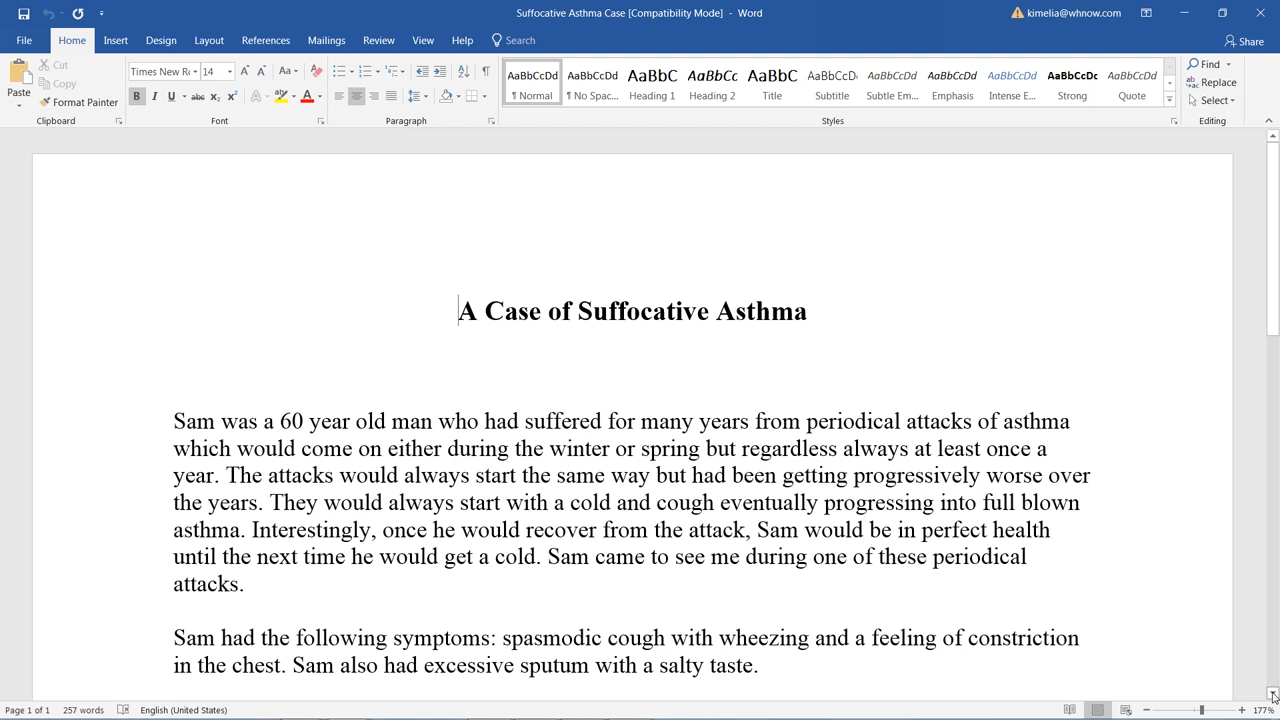 Suffocative Asthma Case [Compatibility Mode] - Word
kimelia@whnow.com
File Home Insert Design Layout References Mailings Review View Help Search Share
Paste
Cut
Copy
Format Painter
Times New R 14
Aa
B I U abc x₂ x² A A
AaBbCcDd AaBbCcDd AaBbC AaBbCc AaBbC AaBbCcD AaBbCcDd AaBbCcDd AaBbCcDd AaBbCcDc AaBbCcDd
¶ Normal ¶ No Spac... Heading 1 Heading 2 Title Subtitle Subtle Em... Emphasis Intense E... Strong Quote
Find
Replace
Select
Clipboard Font Paragraph Styles Editing
A Case of Suffocative Asthma
Sam was a 60 year old man who had suffered for many years from periodical attacks of asthma
which would come on either during the winter or spring but regardless always at least once a
year. The attacks would always start the same way but had been getting progressively worse over
the years. They would always start with a cold and cough eventually progressing into full blown
asthma. Interestingly, once he would recover from the attack, Sam would be in perfect health
until the next time he would get a cold. Sam came to see me during one of these periodical
attacks.
Sam had the following symptoms: spasmodic cough with wheezing and a feeling of constriction
in the chest. Sam also had excessive sputum with a salty taste.
Page 1 of 1 257 words English (United States) 177%